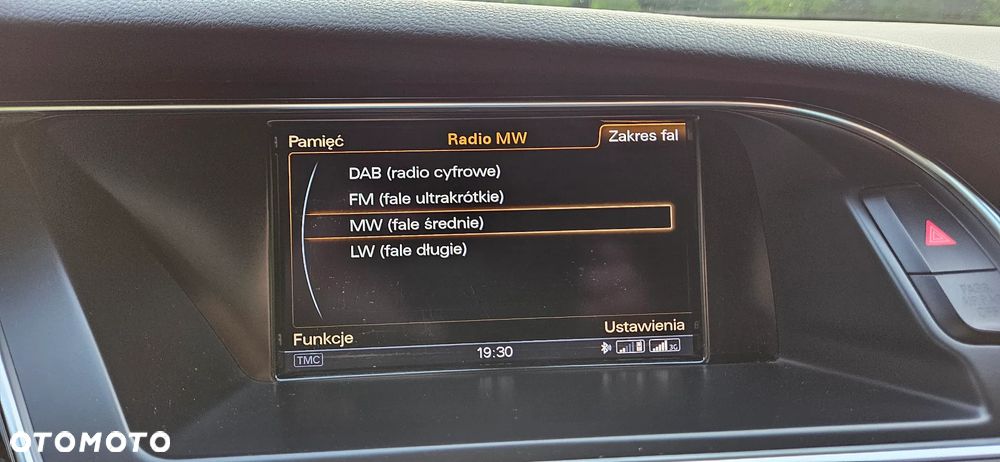 Pamięć
Radio MW
Zakres fal
DAB (radio cyfrowe)
FM (fale ultrakrótkie)
MW (fale średnie)
LW (fale długie)
Funkcje
Ustawienia
TMC
19:30
3G
OTOMOTO